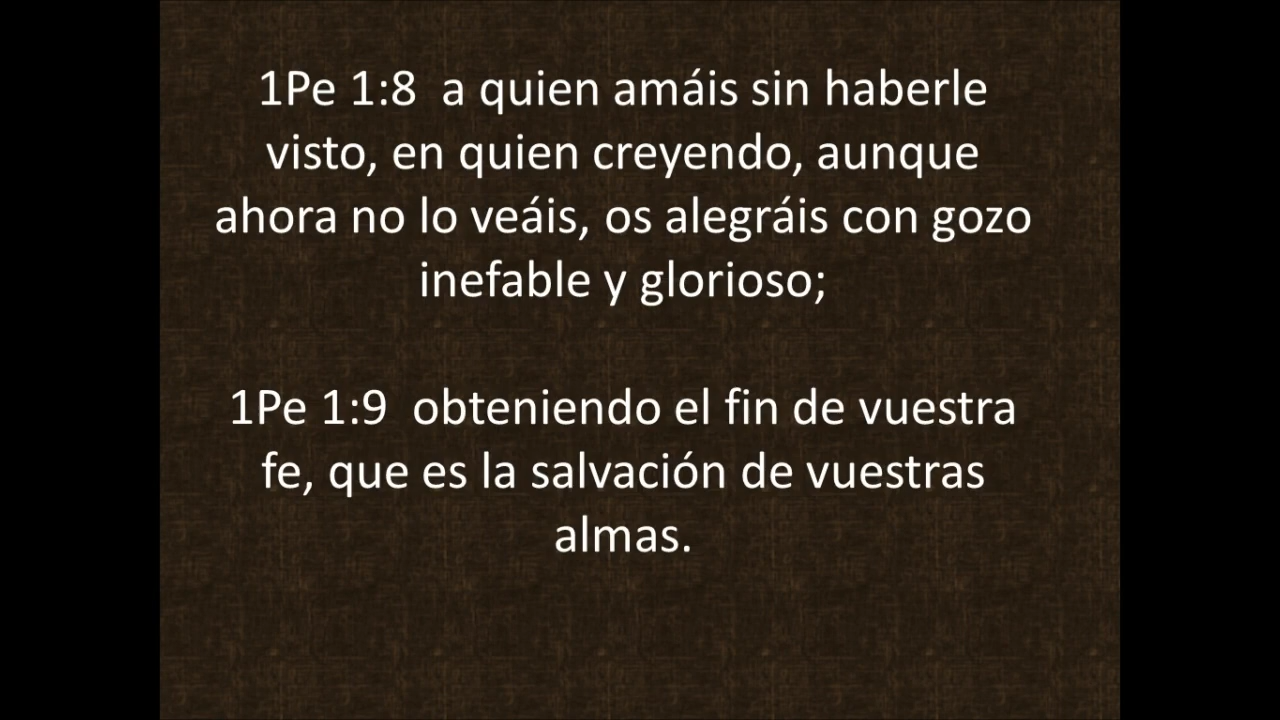 1Pe 1:8  a quien amáis sin haberle
visto, en quien creyendo, aunque
ahora no lo veáis, os alegráis con gozo
inefable y glorioso;
1Pe 1:9  obteniendo el fin de vuestra
fe, que es la salvación de vuestras
almas.